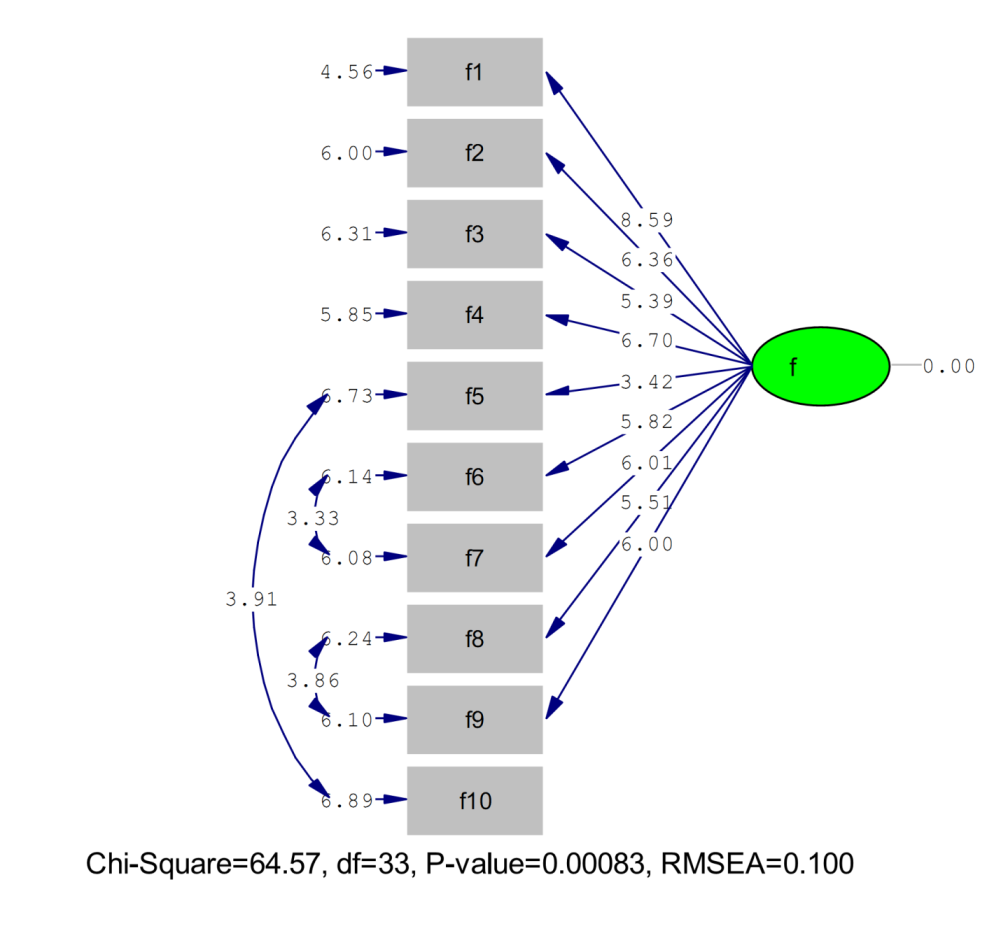 4.56 f1
6.00 f2
8.59
6.31 f3
6.36
5.39
5.85 f4
6.70
f 0.00
6.73 f5
3.42
5.82
6.14 f6
6.01
5.51
3.33
6.00
6.08 f7
3.91
6.24 f8
3.86
6.10 f9
6.89 f10
Chi-Square=64.57, df=33, P-value=0.00083, RMSEA=0.100